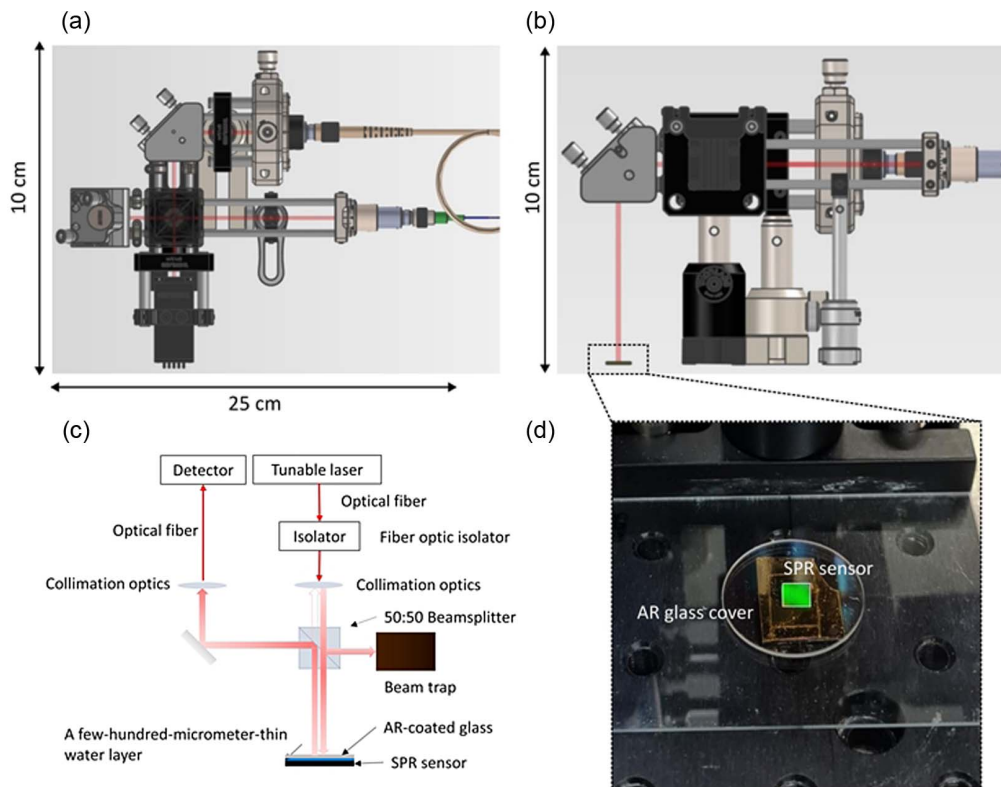 (a)
(b)
10 cm
10 cm
25 cm
(c)
(d)
Detector
Tunable laser
Optical fiber
Optical fiber
Isolator
Fiber optic isolator
Collimation optics
Collimation optics
50:50 Beamsplitter
Beam trap
A few-hundred-micrometer-thin
water layer
AR-coated glass
SPR sensor
SPR sensor
AR glass cover